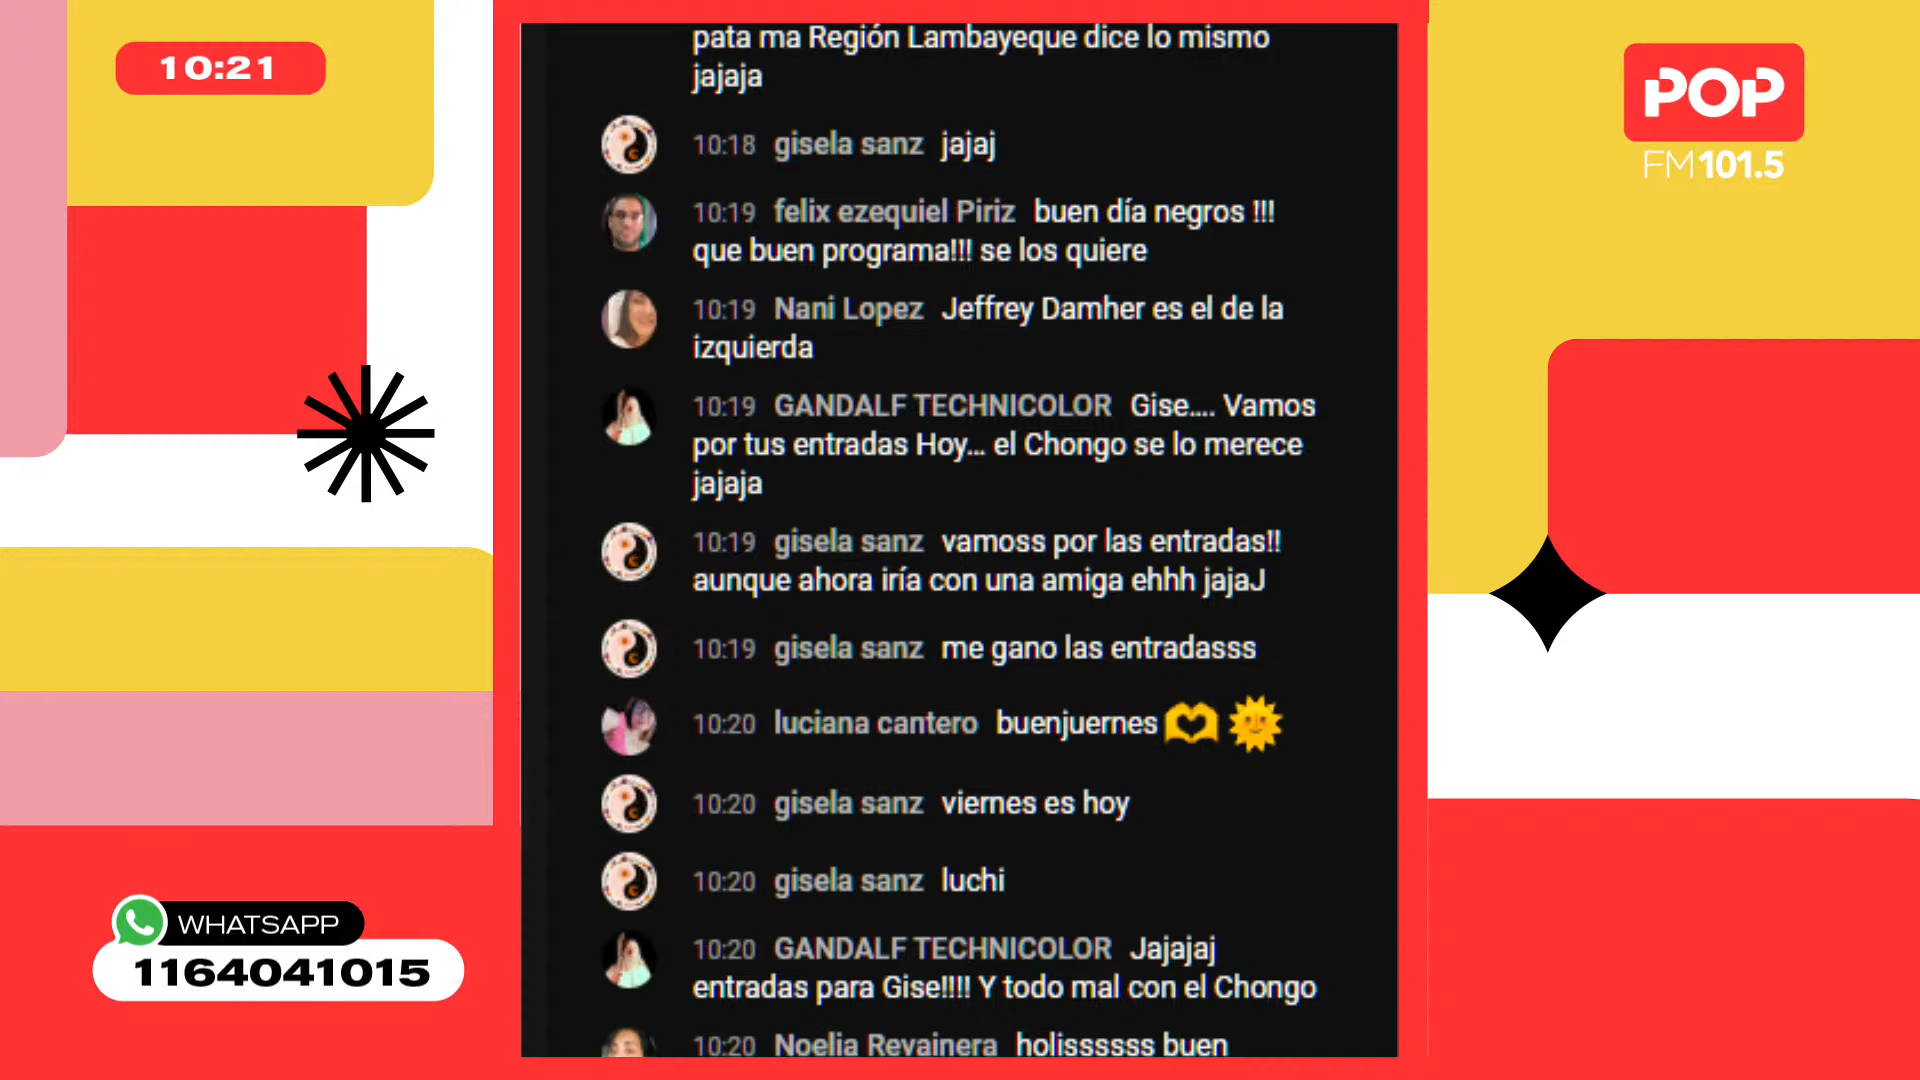 10:21
pata ma Región Lambayeque dice lo mismo
jajaja
10:18 gisela sanz jajaj
10:19 felix ezequiel Piriz buen día negros !!!
que buen programa!!! se los quiere
10:19 Nani Lopez Jeffrey Damher es el de la
izquierda
10:19 GANDALF TECHNICOLOR Gise.... Vamos
por tus entradas Hoy... el Chongo se lo merece
jajaja
10:19 gisela sanz vamoss por las entradas!!
aunque ahora iría con una amiga ehhh jajaJ
10:19 gisela sanz me gano las entradasss
10:20 luciana cantero buenjuernes
10:20 gisela sanz viernes es hoy
10:20 gisela sanz luchi
10:20 GANDALF TECHNICOLOR Jajajaj
entradas para Gise!!!! Y todo mal con el Chongo
10:20 Noelia Revainera holissssss buen
POP
FM101.5
WHATSAPP
1164041015